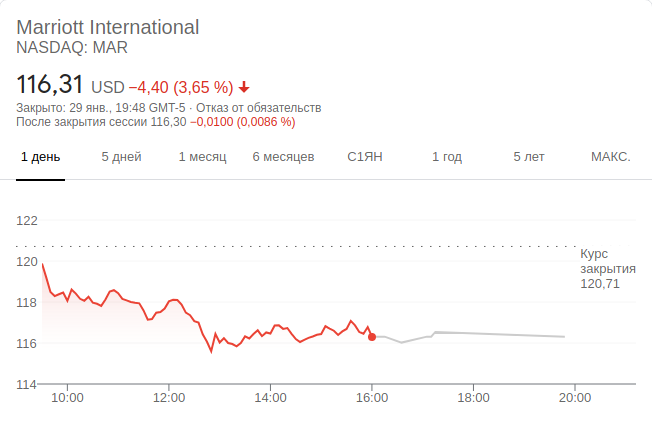 Marriott International
NASDAQ: MAR
116,31 USD −4,40 (3,65 %)
Закрыто: 29 янв., 19:48 GMT-5 · Отказ от обязательств
После закрытия сессии 116,30 −0,0100 (0,0086 %)
1 день 5 дней 1 месяц 6 месяцев С1ЯН 1 год 5 лет МАКС.
122
120
118
116
114
Курс
закрытия
120,71
10:00 12:00 14:00 16:00 18:00 20:00